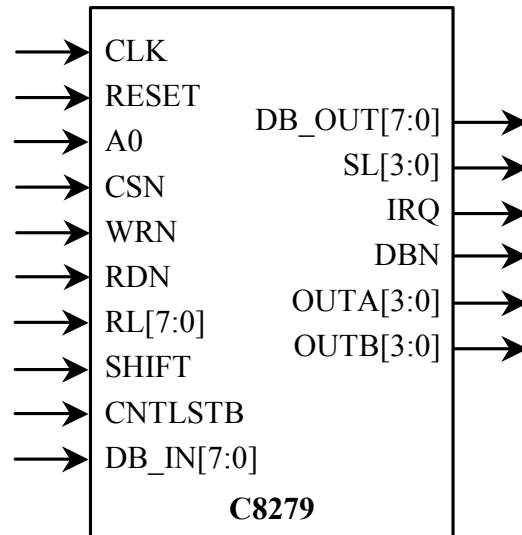 CLK
RESET
A0
CSN
WRN
RDN
RL[7:0]
SHIFT
CNTLSTB
DB_IN[7:0]
DB_OUT[7:0]
SL[3:0]
IRQ
DBN
OUTA[3:0]
OUTB[3:0]
C8279